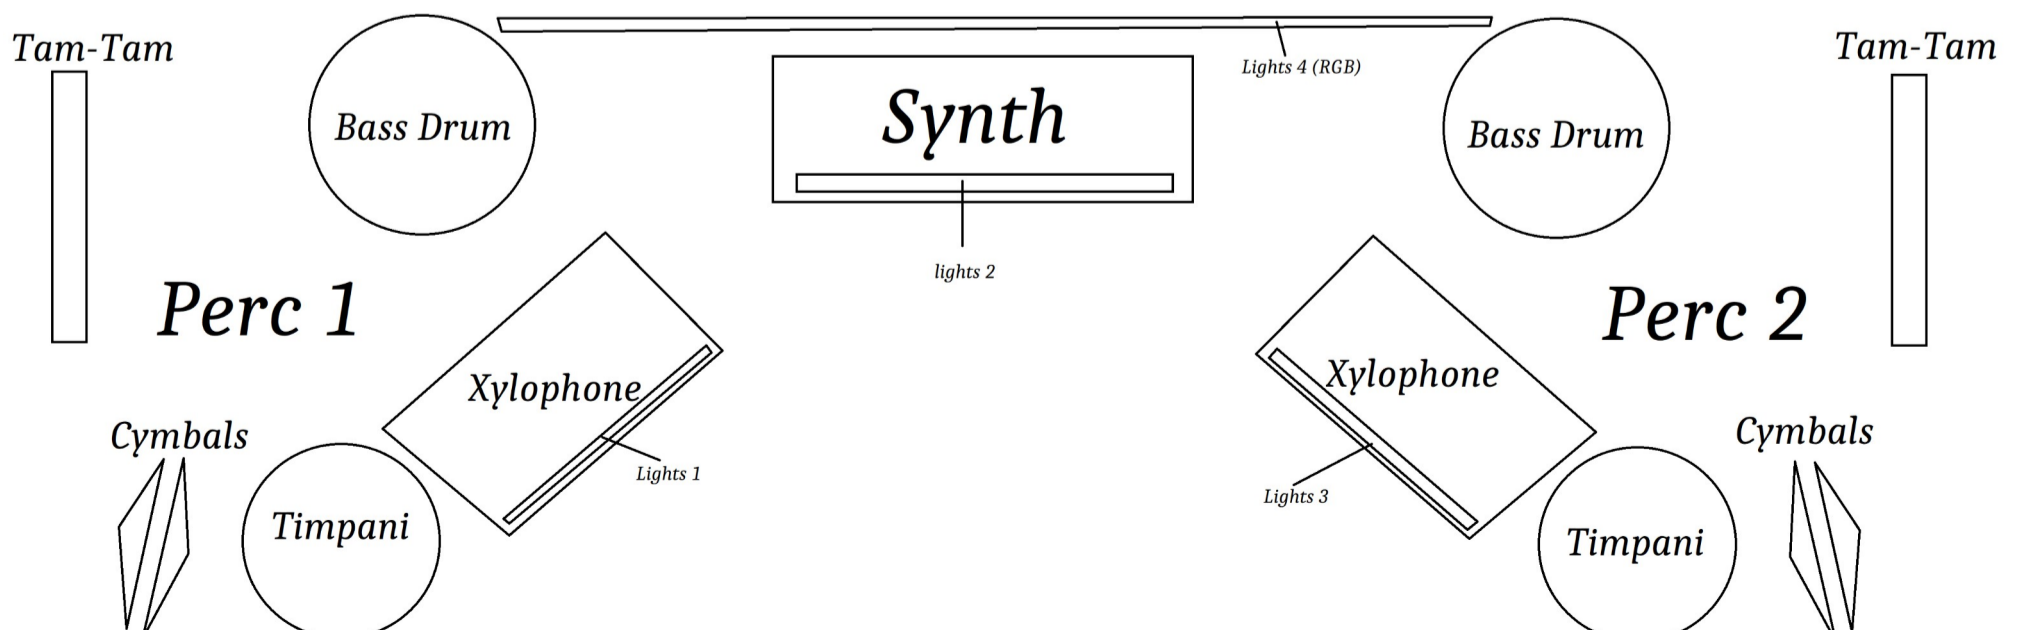 Tam-Tam
Bass Drum
Synth
Lights 4 (RGB)
Bass Drum
Tam-Tam
lights 2
Perc 1
Perc 2
Xylophone
Xylophone
Cymbals
Lights 1
Lights 3
Cymbals
Timpani
Timpani